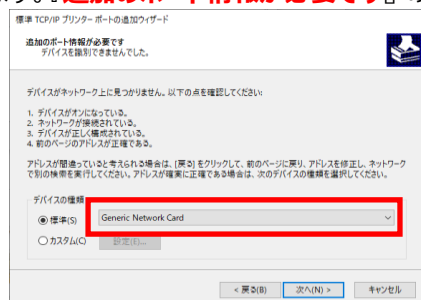 追加のポート情報が必要です
標準 TCP/IP プリンター ポートの追加ウィザード
追加のポート情報が必要です
デバイスを識別できませんでした。
デバイスがネットワーク上に見つかりません。以下の点を確認してください:
1. デバイスがオンになっている。
2. ネットワークが接続されている。
3. デバイスが正しく構成されている。
4. 前のページのアドレスが正確である。
アドレスが間違っていると考えられる場合は、[戻る] をクリックして、前のページに戻り、アドレスを修正し、ネットワーク
で別の検索を実行してください。アドレスが確実に正確である場合は、次のデバイスの種類を選択してください。
デバイスの種類
標準(S)
Generic Network Card
カスタム(C)
設定(E)...
< 戻る(B)
次へ(N) >
キャンセル